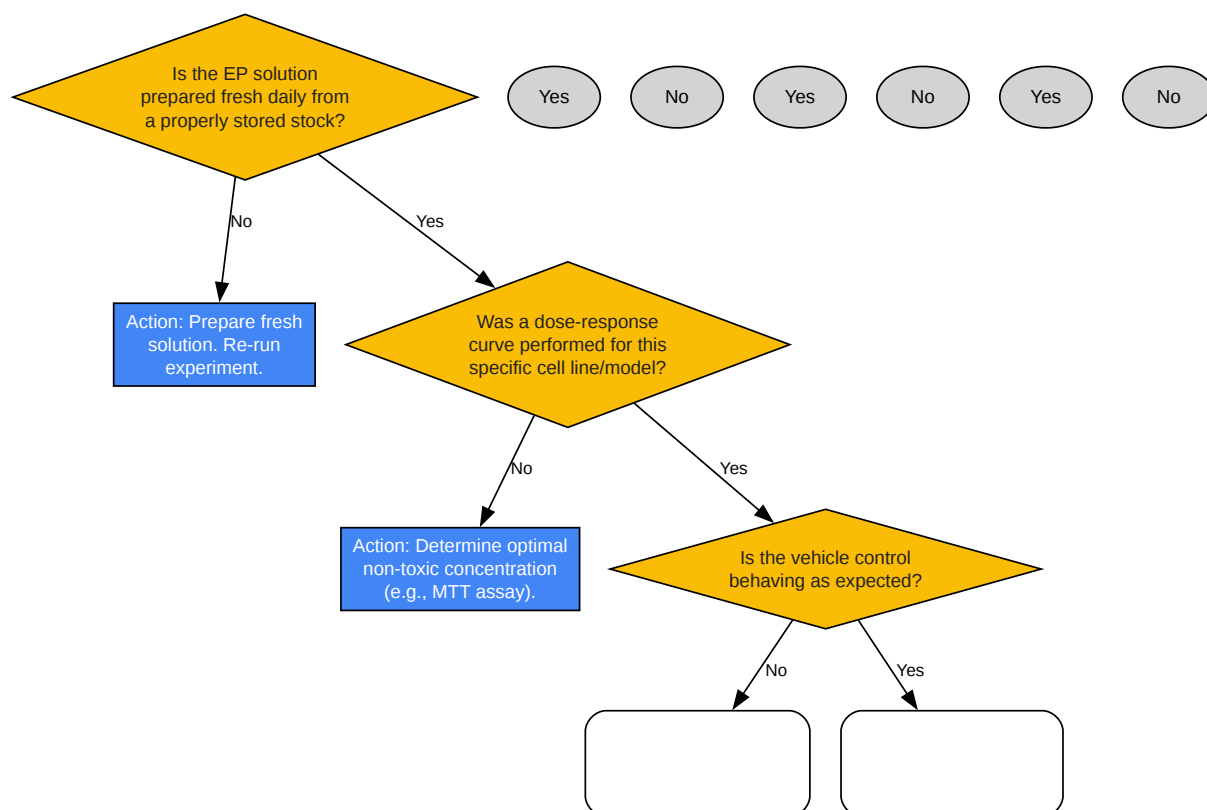 Is the EP solution
prepared fresh daily from
a properly stored stock?
Yes
No
Yes
No
Yes
No
No
Yes
Action: Prepare fresh
solution. Re-run
experiment.
Was a dose-response
curve performed for this
specific cell line/model?
No
Yes
Action: Determine optimal
non-toxic concentration
(e.g., MTT assay).
Is the vehicle control
behaving as expected?
No
Yes